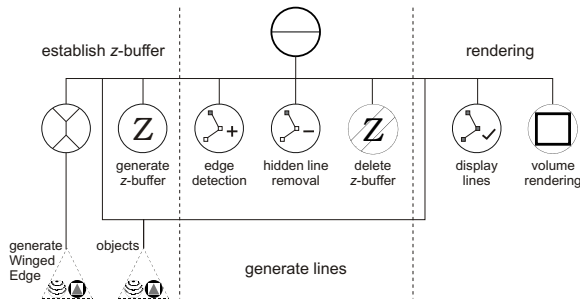 establish z-buffer
rendering
Z
+
−
Z
generate
z-buffer
edge
detection
hidden line
removal
delete
z-buffer
display
lines
volume
rendering
generate
Winged
Edge
objects
generate lines